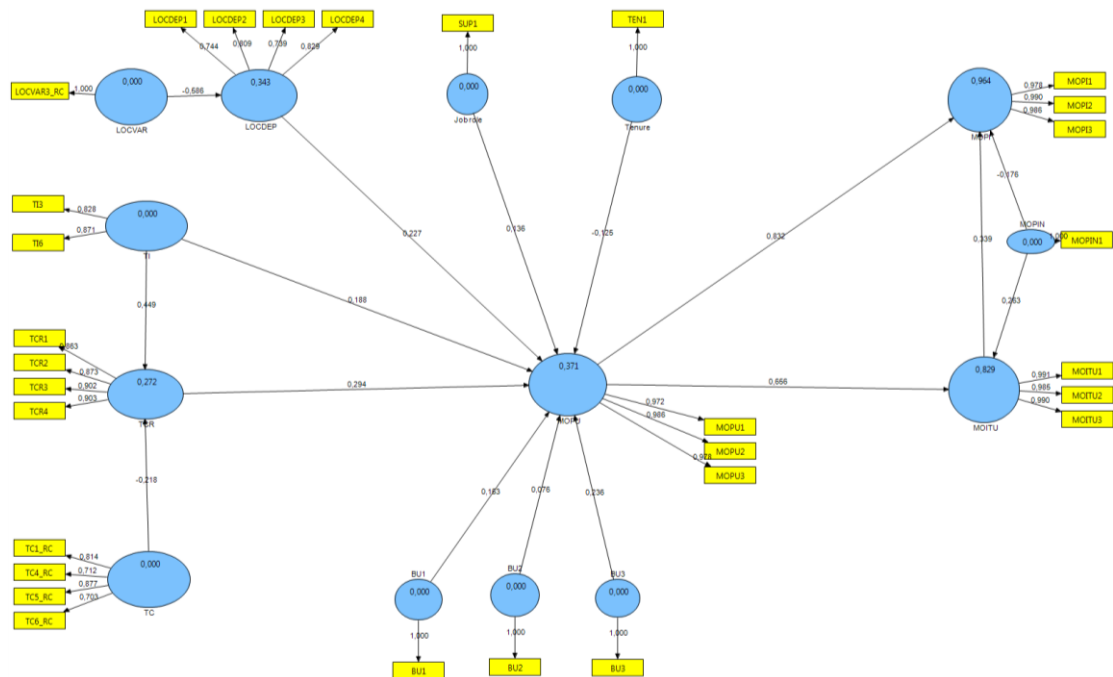 LOCDEP1
LOCDEP2
LOCDEP3
LOCDEP4
0,744
0,809
0,739
0,829
SUP1
1,000
TEN1
1,000
LOCVAR3_RC
1,000
0,000
LOCVAR
-0,586
0,343
LOCDEP
0,000
Jobrole
0,000
Tenure
0,964
MOPI
0,978
0,990
0,986
MOPI1
MOPI2
MOPI3
TI3
TI6
0,828
0,871
0,000
TI
0,227
0,136
-0,125
0,832
-0,176
0,339
MOPIN
0,000
1,000
MOPIN1
0,263
0,188
0,449
TCR1
TCR2
TCR3
TCR4
0,863
0,873
0,902
0,903
0,272
TCR
0,294
0,371
MOPU
0,656
0,829
MOITU
0,991
0,985
0,990
MOITU1
MOITU2
MOITU3
0,972
0,986
0,978
MOPU1
MOPU2
MOPU3
-0,218
0,163
0,076
0,236
TC1_RC
TC4_RC
TC5_RC
TC6_RC
0,814
0,712
0,877
0,703
0,000
TC
BU1
0,000
1,000
BU1
BU2
0,000
1,000
BU2
BU3
0,000
1,000
BU3